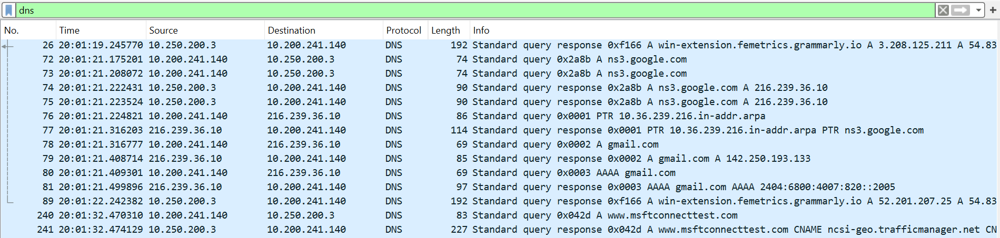 dns
No. Time Source Destination Protocol Length Info
26 20:01:19.245770 10.250.200.3 10.200.241.140 DNS 192 Standard query response 0xf166 A win-extension.femetrics.grammarly.io A 3.208.125.211 A 54.83
72 20:01:21.175201 10.200.241.140 10.250.200.3 DNS 74 Standard query 0x2a8b A ns3.google.com
73 20:01:21.208072 10.200.241.140 10.250.200.3 DNS 74 Standard query 0x2a8b A ns3.google.com
74 20:01:21.222431 10.250.200.3 10.200.241.140 DNS 90 Standard query response 0x2a8b A ns3.google.com A 216.239.36.10
75 20:01:21.223524 10.250.200.3 10.200.241.140 DNS 90 Standard query response 0x2a8b A ns3.google.com A 216.239.36.10
76 20:01:21.224821 10.200.241.140 216.239.36.10 DNS 86 Standard query 0x0001 PTR 10.36.239.216.in-addr.arpa
77 20:01:21.316203 216.239.36.10 10.200.241.140 DNS 114 Standard query response 0x0001 PTR 10.36.239.216.in-addr.arpa PTR ns3.google.com
78 20:01:21.316777 10.200.241.140 216.239.36.10 DNS 69 Standard query 0x0002 A gmail.com
79 20:01:21.408714 216.239.36.10 10.200.241.140 DNS 85 Standard query response 0x0002 A gmail.com A 142.250.193.133
80 20:01:21.409301 10.200.241.140 216.239.36.10 DNS 69 Standard query 0x0003 AAAA gmail.com
81 20:01:21.499896 216.239.36.10 10.200.241.140 DNS 97 Standard query response 0x0003 AAAA gmail.com AAAA 2404:6800:4007:820::2005
89 20:01:22.242382 10.250.200.3 10.200.241.140 DNS 192 Standard query response 0xf166 A win-extension.femetrics.grammarly.io A 52.201.207.25 A 54.83
240 20:01:32.470310 10.200.241.140 10.250.200.3 DNS 83 Standard query 0x042d A www.msftconnecttest.com
241 20:01:32.474129 10.250.200.3 10.200.241.140 DNS 227 Standard query response 0x042d A www.msftconnecttest.com CNAME ncsi-geo.trafficmanager.net CN